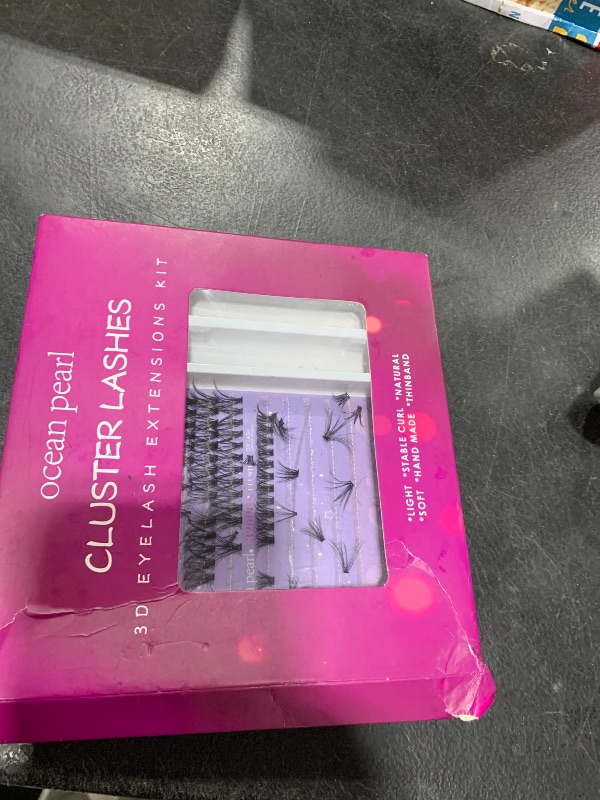 ocean pearl
CLUSTER LASHES
3D EYELASH EXTENSIONS KIT
*LIGHT *STABLE CURL *NATURAL
*SOFT *HAND MADE *THINBAND